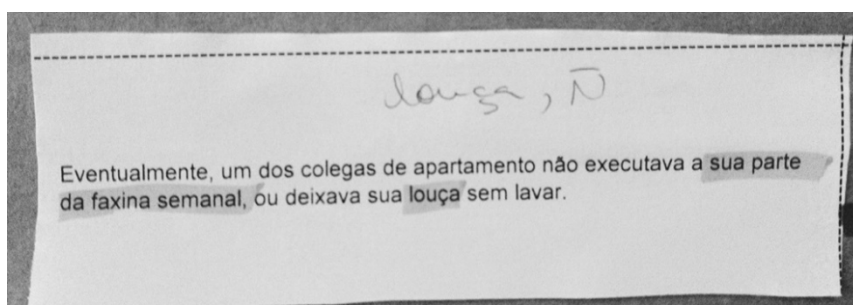 louça, Ñ
Eventualmente, um dos colegas de apartamento não executava a sua parte
da faxina semanal, ou deixava sua louça sem lavar.